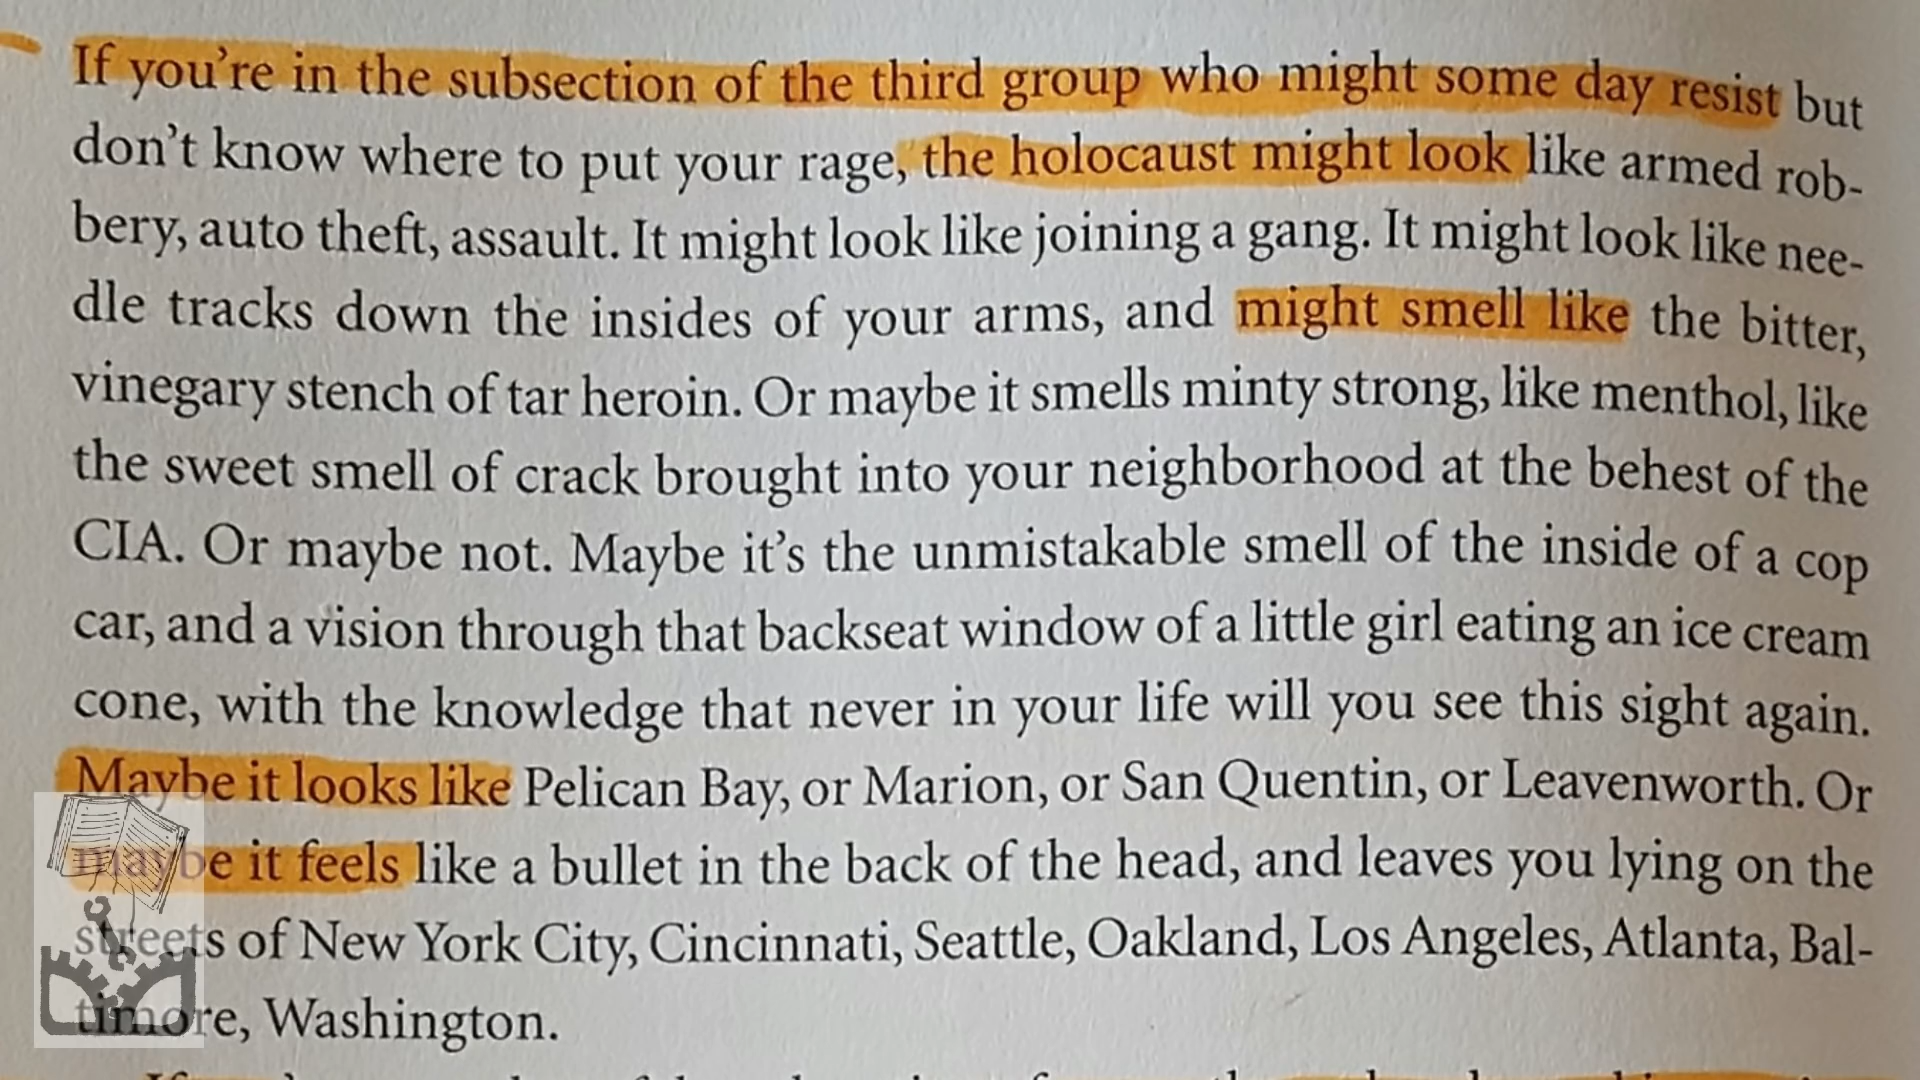 If you're in the subsection of the third group who might some day resist but
don't know where to put your rage, the holocaust might look like armed rob-
bery, auto theft, assault. It might look like joining a gang. It might look like nee-
dle tracks down the insides of your arms, and might smell like the bitter,
vinegary stench of tar heroin. Or maybe it smells minty strong, like menthol, like
the sweet smell of crack brought into your neighborhood at the behest of the
CIA. Or maybe not. Maybe it's the unmistakable smell of the inside of a cop
car, and a vision through that backseat window of a little girl eating an ice cream
cone, with the knowledge that never in your life will you see this sight again.
Maybe it looks like Pelican Bay, or Marion, or San Quentin, or Leavenworth. Or
maybe it feels like a bullet in the back of the head, and leaves you lying on the
streets of New York City, Cincinnati, Seattle, Oakland, Los Angeles, Atlanta, Bal-
timore, Washington.